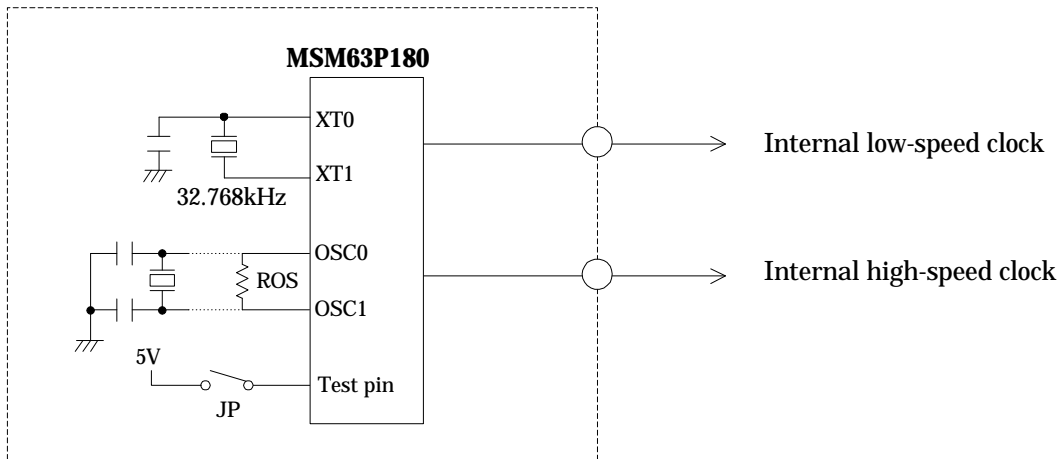 MSM63P180
XT0
XT1
32.768kHz
Internal low-speed clock
OSC0
ROS
OSC1
Internal high-speed clock
5V
JP
Test pin